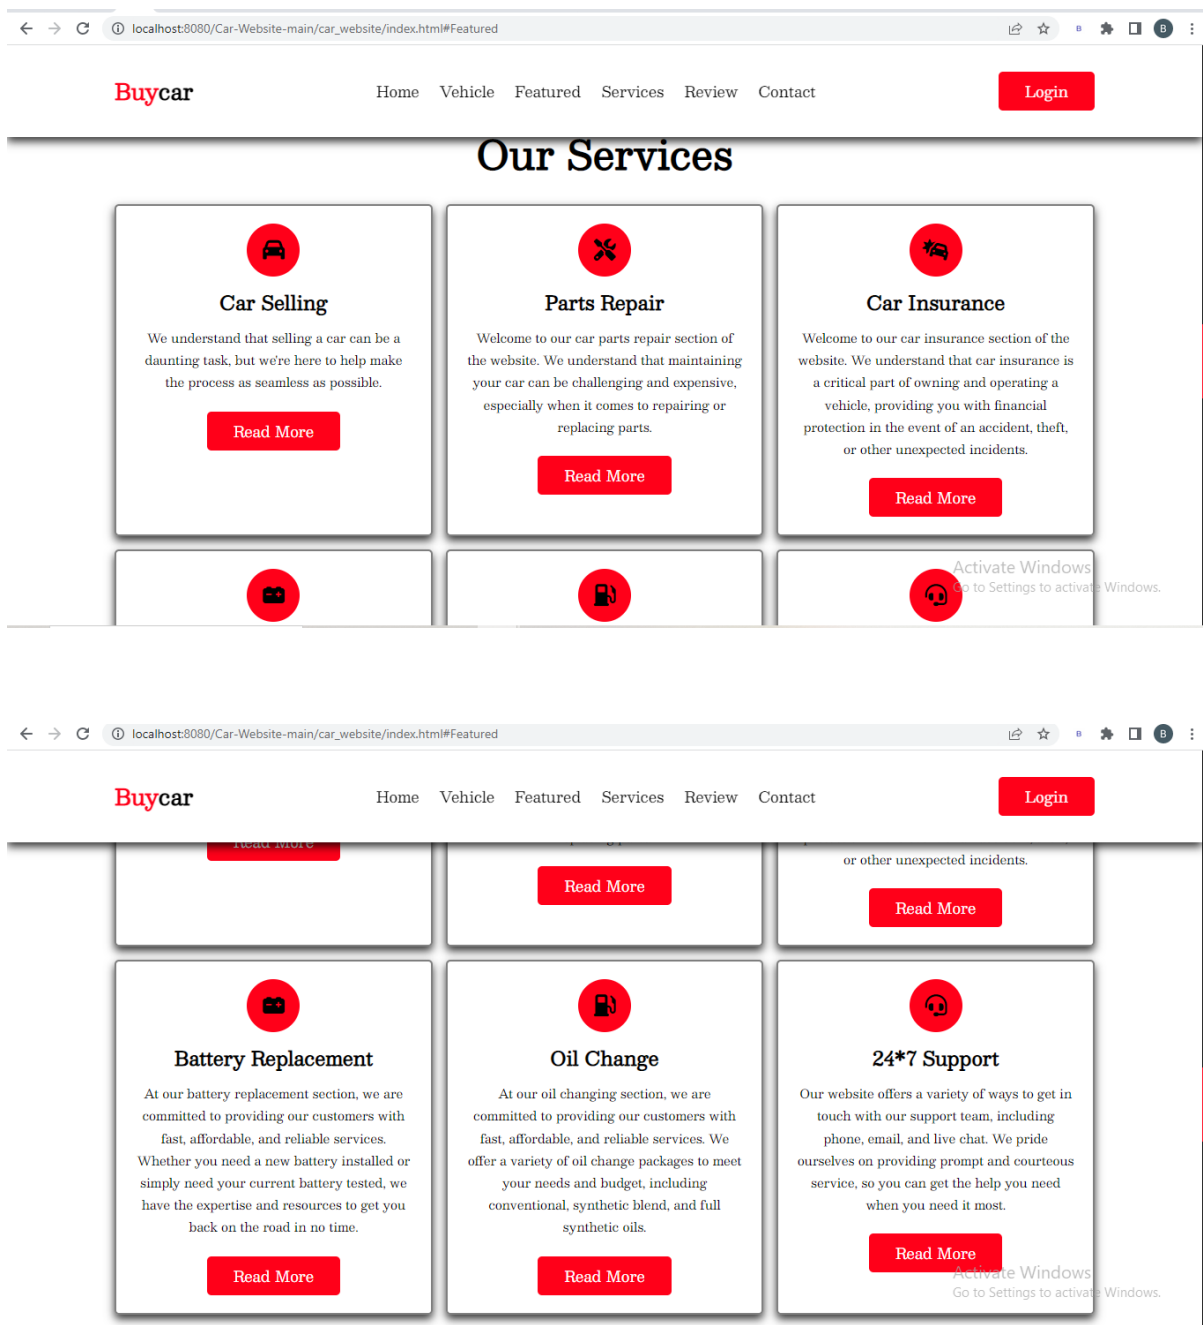 localhost:8080/Car-Website-main/car_website/index.html#Featured
B
B
Buycar
Home Vehicle Featured Services Review Contact
Login
Our Services
Car Selling
We understand that selling a car can be a
daunting task, but we're here to help make
the process as seamless as possible.
Read More
Parts Repair
Welcome to our car parts repair section of
the website. We understand that maintaining
your car can be challenging and expensive,
especially when it comes to repairing or
replacing parts.
Read More
Car Insurance
Welcome to our car insurance section of the
website. We understand that car insurance is
a critical part of owning and operating a
vehicle, providing you with financial
protection in the event of an accident, theft,
or other unexpected incidents.
Read More
Activate Windows
Go to Settings to activate Windows.
localhost:8080/Car-Website-main/car_website/index.html#Featured
B
B
Buycar
Home Vehicle Featured Services Review Contact
Login
Read More
Read More
or other unexpected incidents.
Read More
Battery Replacement
At our battery replacement section, we are
committed to providing our customers with
fast, affordable, and reliable services.
Whether you need a new battery installed or
simply need your current battery tested, we
have the expertise and resources to get you
back on the road in no time.
Read More
Oil Change
At our oil changing section, we are
committed to providing our customers with
fast, affordable, and reliable services. We
offer a variety of oil change packages to meet
your needs and budget, including
conventional, synthetic blend, and full
synthetic oils.
Read More
24*7 Support
Our website offers a variety of ways to get in
touch with our support team, including
phone, email, and live chat. We pride
ourselves on providing prompt and courteous
service, so you can get the help you need
when you need it most.
Read More
Activate Windows
Go to Settings to activate Windows.